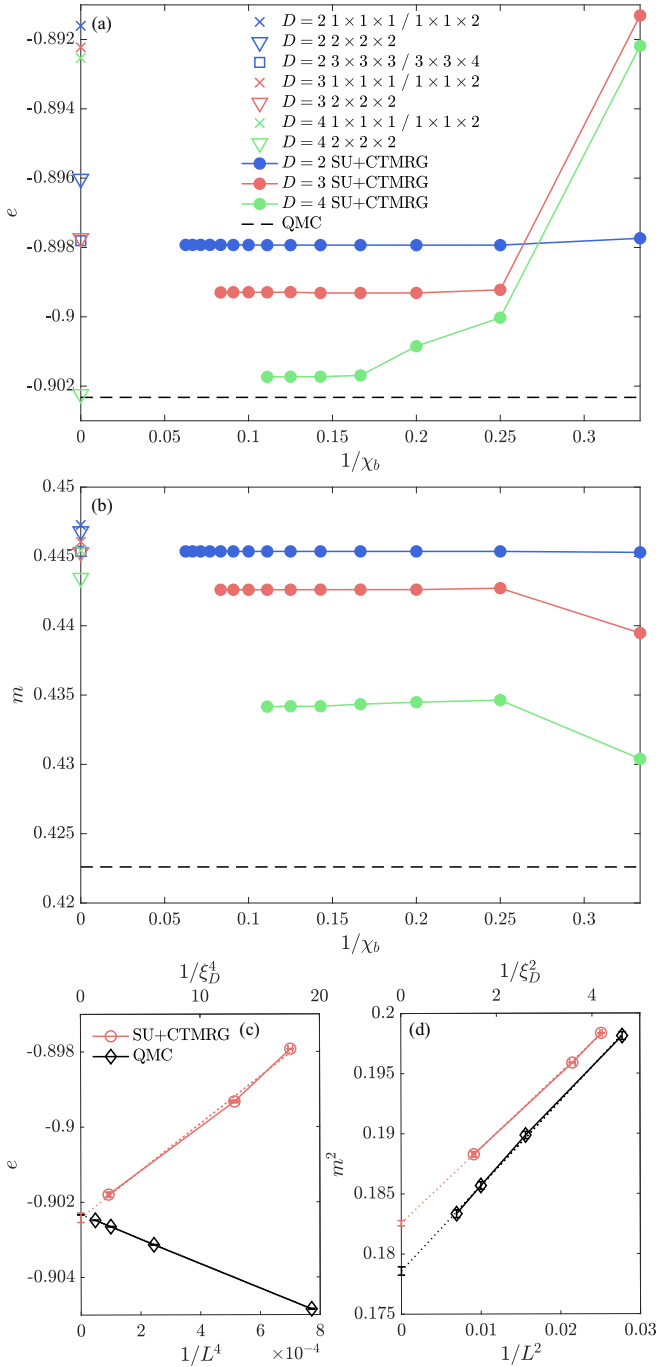 (a)
-0.892
-0.894
-0.896
-0.898
-0.9
-0.902
e
D = 2 1×1×1 / 1×1×2
D = 2 2×2×2
D = 2 3×3×3 / 3×3×4
D = 3 1×1×1 / 1×1×2
D = 3 2×2×2
D = 4 1×1×1 / 1×1×2
D = 4 2×2×2
D = 2 SU+CTMRG
D = 3 SU+CTMRG
D = 4 SU+CTMRG
QMC
0 0.05 0.1 0.15 0.2 0.25 0.3
1/χ_b
(b)
0.45
0.445
0.44
0.435
0.43
0.425
0.42
m
0 0.05 0.1 0.15 0.2 0.25 0.3
1/χ_b
1/ξ_D^4
0 10 20
(c)
SU+CTMRG
QMC
-0.898
-0.9
-0.902
-0.904
e
0 2 4 6 8
×10⁻⁴
1/L⁴
1/ξ_D^2
0 2 4
(d)
0.2
0.195
0.19
0.185
0.18
0.175
m²
0 0.01 0.02 0.03
1/L²